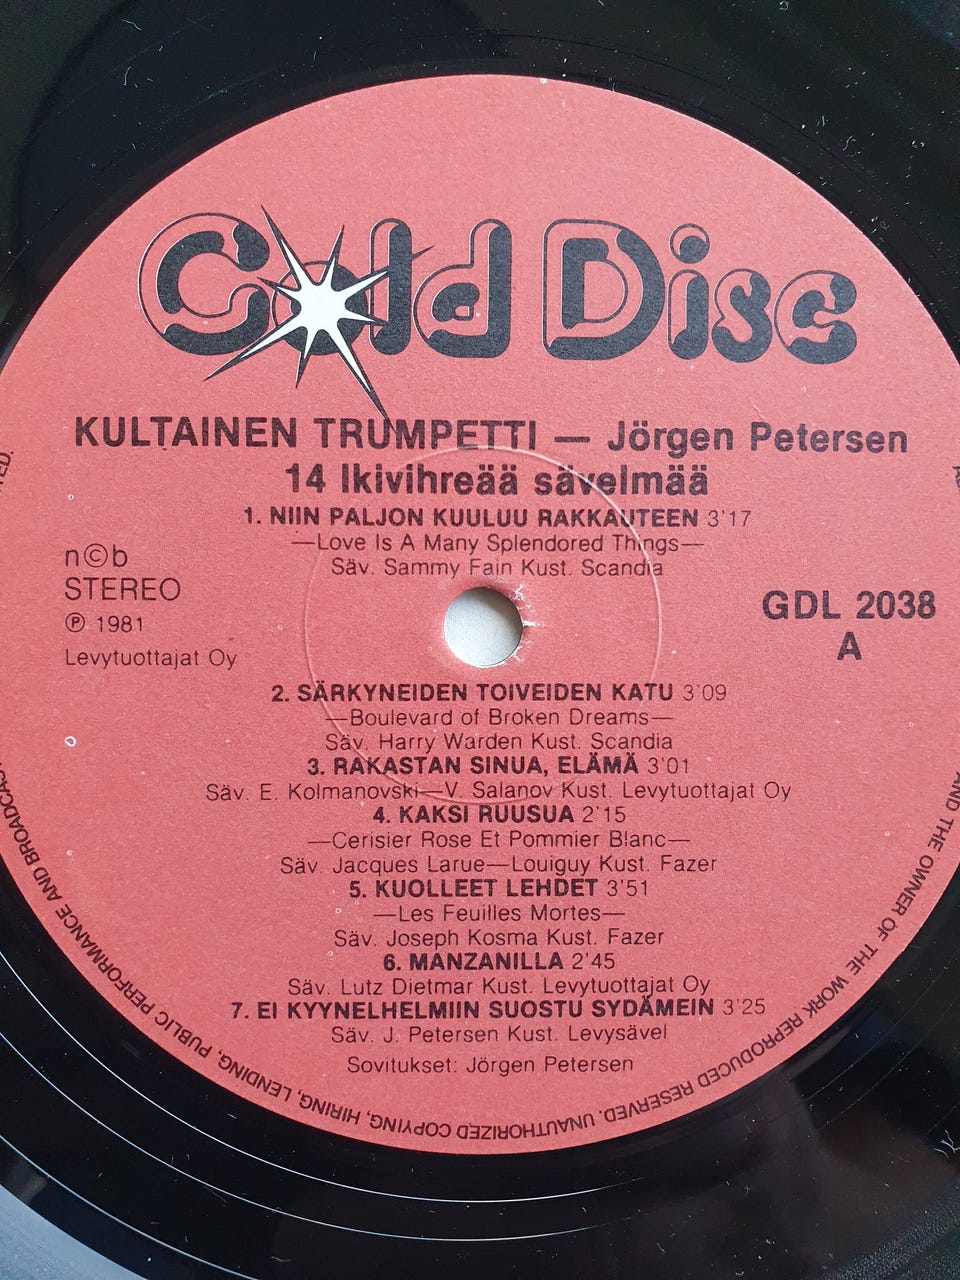 Gold Disc
KULTAINEN TRUMPETTI — Jörgen Petersen
14 Ikivihreää sävelmää
1. NIIN PALJON KUULUU RAKKAUTEEN 3'17
—Love Is A Many Splendored Things—
Säv. Sammy Fain Kust. Scandia
n©b
STEREO
℗ 1981
Levytuottajat Oy
GDL 2038
A
2. SÄRKYNEIDEN TOIVEIDEN KATU 3'09
—Boulevard of Broken Dreams—
Säv. Harry Warden Kust. Scandia
3. RAKASTAN SINUA, ELÄMÄ 3'01
Säv. E. Kolmanovski—V. Salanov Kust. Levytuottajat Oy
4. KAKSI RUUSUA 2'15
—Cerisier Rose Et Pommier Blanc—
Säv. Jacques Larue—Louiguy Kust. Fazer
5. KUOLLEET LEHDET 3'51
—Les Feuilles Mortes—
Säv. Joseph Kosma Kust. Fazer
6. MANZANILLA 2'45
Säv. Lutz Dietmar Kust. Levytuottajat Oy
7. EI KYYNELHELMIIN SUOSTU SYDÄMEIN 3'25
Säv. J. Petersen Kust. Levysävel
Sovitukset: Jörgen Petersen
AND THE OWNER OF THE WORK REPRODUCED RESERVED. UNAUTHORIZED COPYING, HIRING, LENDING, PUBLIC PERFORMANCE AND